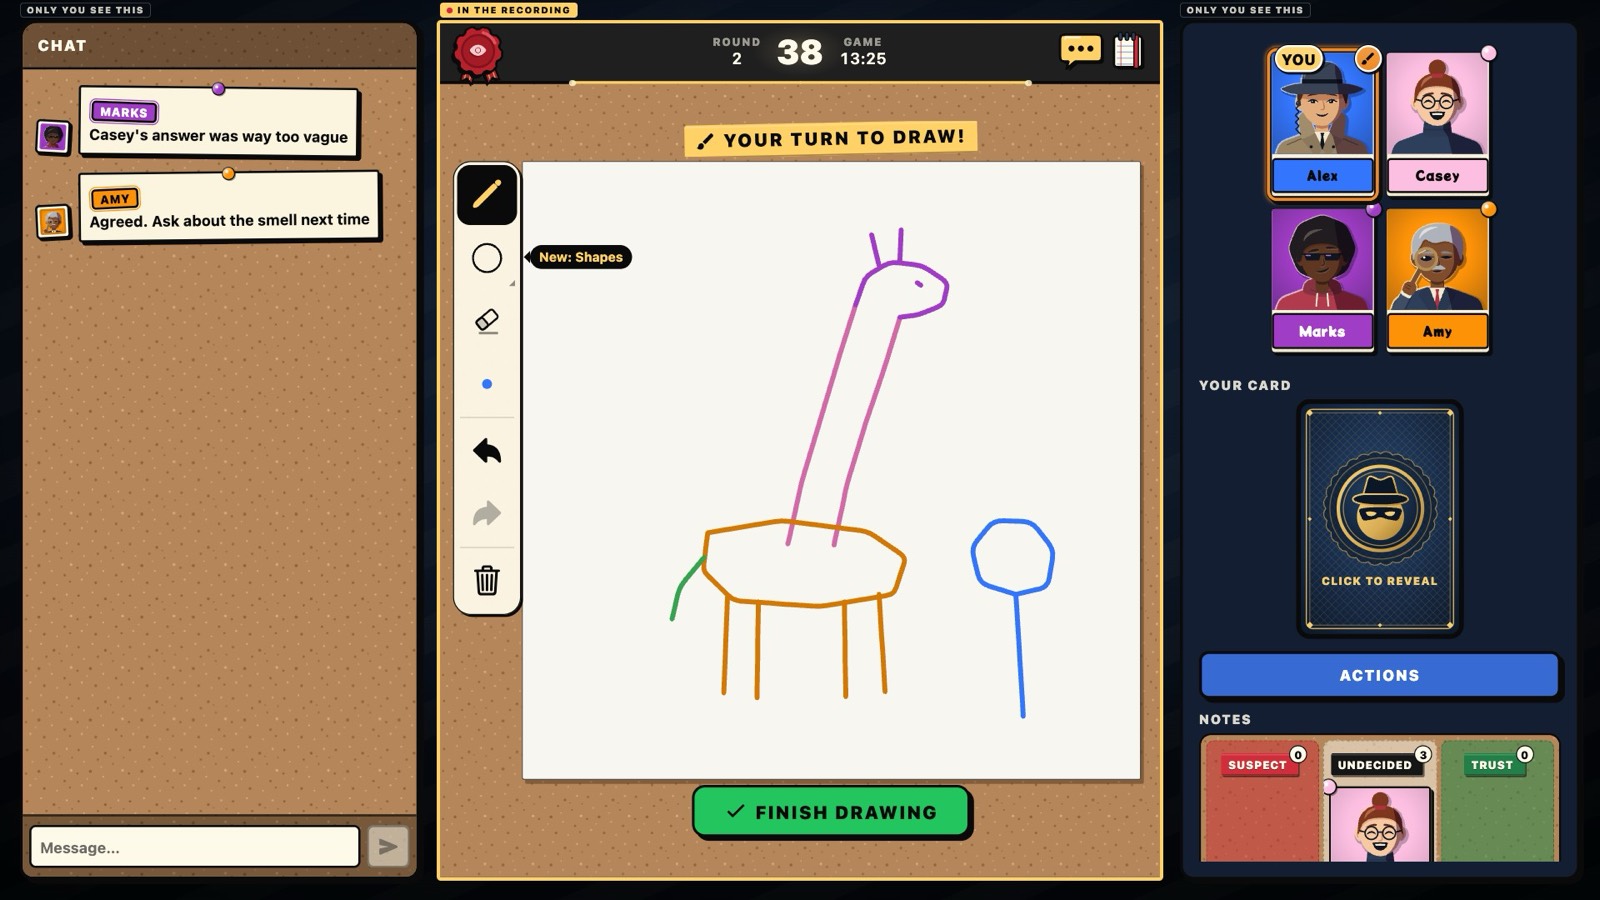 ONLY YOU SEE THIS
IN THE RECORDING
ONLY YOU SEE THIS
CHAT
MARKS
Casey's answer was way too vague
AMY
Agreed. Ask about the smell next time
Message...
ROUND
2
38
GAME
13:25
YOUR TURN TO DRAW!
New: Shapes
FINISH DRAWING
YOU
Alex
Casey
Marks
Amy
YOUR CARD
CLICK TO REVEAL
ACTIONS
NOTES
SUSPECT
0
UNDECIDED
3
TRUST
0